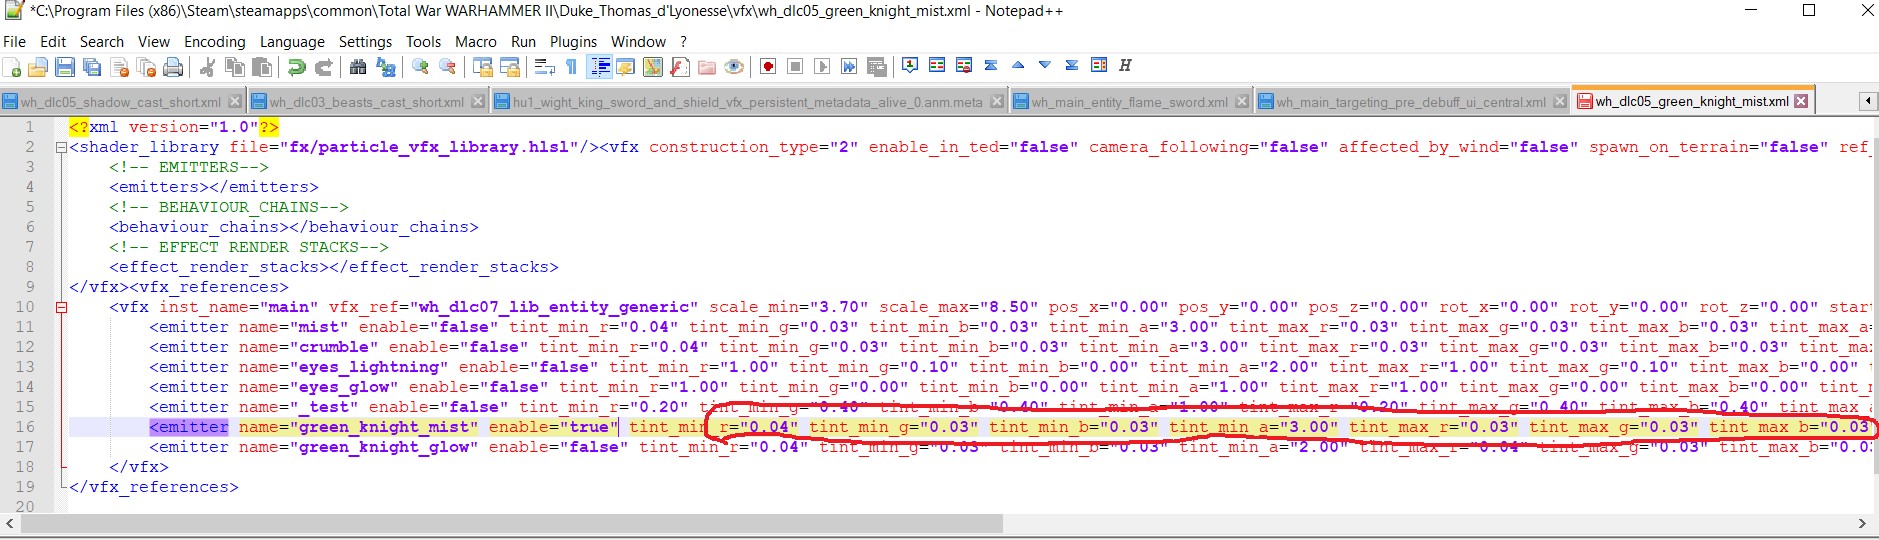 *C:\Program Files (x86)\Steam\steamapps\common\Total War WARHAMMER II\Duke_Thomas_d'Lyonesse\vfx\wh_dlc05_green_knight_mist.xml - Notepad++
File Edit Search View Encoding Language Settings Tools Macro Run Plugins Window ?
wh_dlc05_shadow_cast_short.xml wh_dlc03_beasts_cast_short.xml hu1_wight_king_sword_and_shield_vfx_persistent_metadata_alive_0.anm.meta wh_main_entity_flame_sword.xml wh_main_targeting_pre_debuff_ui_central.xml wh_dlc05_green_knight_mist.xml
1 <?xml version="1.0"?>
2 <shader_library file="fx/particle_vfx_library.hlsl"/><vfx construction_type="2" enable_in_ted="false" camera_following="false" affected_by_wind="false" spawn_on_terrain="false" ref_
3 <!-- EMITTERS-->
4 <emitters></emitters>
5 <!-- BEHAVIOUR_CHAINS-->
6 <behaviour_chains></behaviour_chains>
7 <!-- EFFECT RENDER STACKS-->
8 <effect_render_stacks></effect_render_stacks>
9 </vfx><vfx_references>
10 <vfx inst_name="main" vfx_ref="wh_dlc07_lib_entity_generic" scale_min="3.70" scale_max="8.50" pos_x="0.00" pos_y="0.00" pos_z="0.00" rot_x="0.00" rot_y="0.00" rot_z="0.00" star
11 <emitter name="mist" enable="false" tint_min_r="0.04" tint_min_g="0.03" tint_min_b="0.03" tint_min_a="3.00" tint_max_r="0.03" tint_max_g="0.03" tint_max_b="0.03" tint_max_a=
12 <emitter name="crumble" enable="false" tint_min_r="0.04" tint_min_g="0.03" tint_min_b="0.03" tint_min_a="3.00" tint_max_r="0.03" tint_max_g="0.03" tint_max_b="0.03" tint_ma
13 <emitter name="eyes_lightning" enable="false" tint_min_r="1.00" tint_min_g="0.10" tint_min_b="0.00" tint_min_a="2.00" tint_max_r="1.00" tint_max_g="0.10" tint_max_b="0.00"
14 <emitter name="eyes_glow" enable="false" tint_min_r="1.00" tint_min_g="0.00" tint_min_b="0.00" tint_min_a="1.00" tint_max_r="1.00" tint_max_g="0.00" tint_max_b="0.00" tint_
15 <emitter name="_test" enable="false" tint_min_r="0.20" tint_min_g="0.40" tint_min_b="0.40" tint_min_a="1.00" tint_max_r="0.20" tint_max_g="0.40" tint_max_b="0.40" tint_max
16 <emitter name="green_knight_mist" enable="true" tint_min_r="0.04" tint_min_g="0.03" tint_min_b="0.03" tint_min_a="3.00" tint_max_r="0.03" tint_max_g="0.03" tint_max_b="0.03
17 <emitter name="green_knight_glow" enable="false" tint_min_r="0.04" tint_min_g="0.03" tint_min_b="0.03" tint_min_a="2.00" tint_max_r="0.04" tint_max_g="0.03" tint_max_b="0.0
18 </vfx>
19 </vfx_references>
20